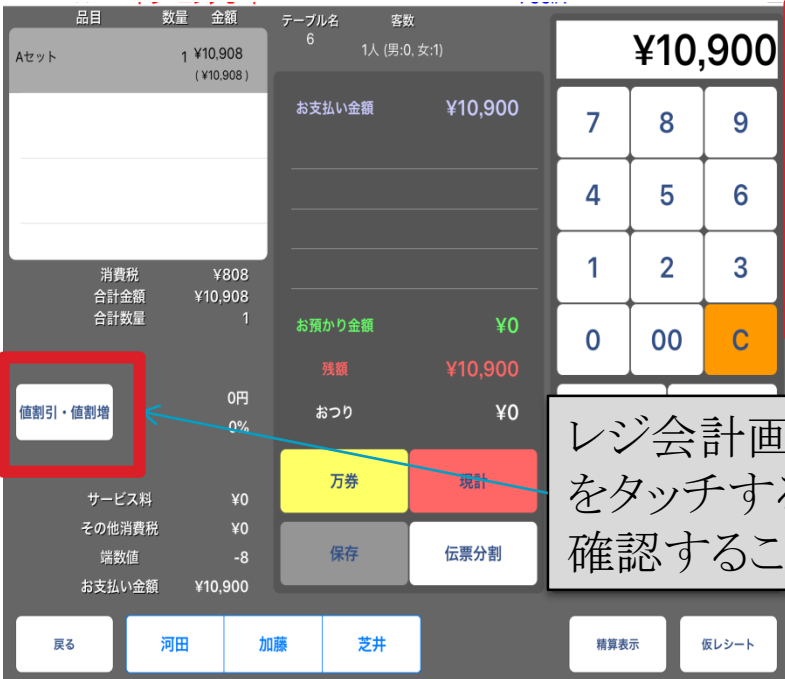 品目 数量 金額
Aセット 1 ¥10,908
(¥10,908)
消費税 ¥808
合計金額 ¥10,908
合計数量 1
値割引・値割増
0円
0%
サービス料 ¥0
その他消費税 ¥0
端数値 -8
お支払い金額 ¥10,900
テーブル名 客数
6 1人 (男:0, 女:1)
お支払い金額 ¥10,900
お預かり金額 ¥0
残額 ¥10,900
おつり ¥0
万券 現計
保存 伝票分割
¥10,900
7 8 9
4 5 6
1 2 3
0 00 C
レジ会計画
をタッチする
確認するこ
戻る 河田 加藤 芝井 精算表示 仮レシート